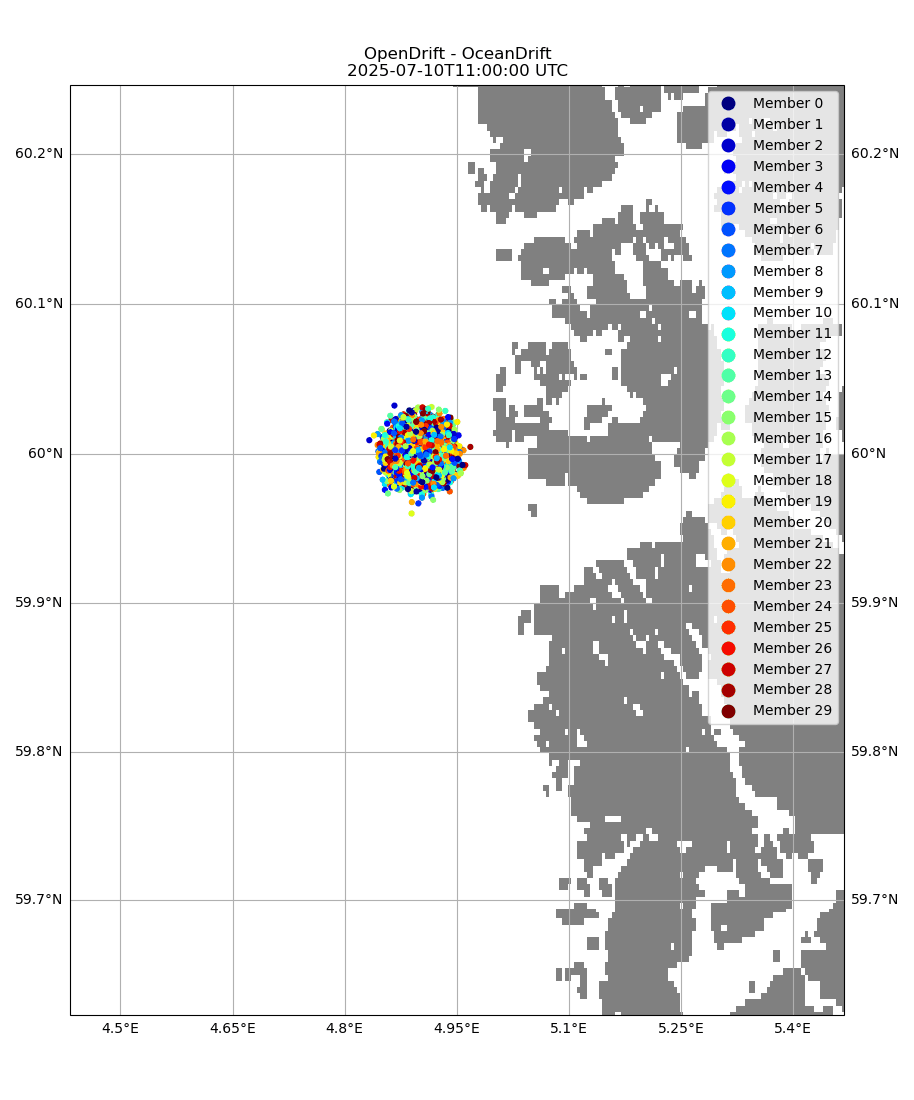 OpenDrift - OceanDrift
2025-07-10T11:00:00 UTC
Member 0
Member 1
Member 2
Member 3
Member 4
Member 5
Member 6
Member 7
Member 8
Member 9
Member 10
Member 11
Member 12
Member 13
Member 14
Member 15
Member 16
Member 17
Member 18
Member 19
Member 20
Member 21
Member 22
Member 23
Member 24
Member 25
Member 26
Member 27
Member 28
Member 29
60.2°N 60.2°N
60.1°N 60.1°N
60°N 60°N
59.9°N 59.9°N
59.8°N 59.8°N
59.7°N 59.7°N
4.5°E 4.65°E 4.8°E 4.95°E 5.1°E 5.25°E 5.4°E